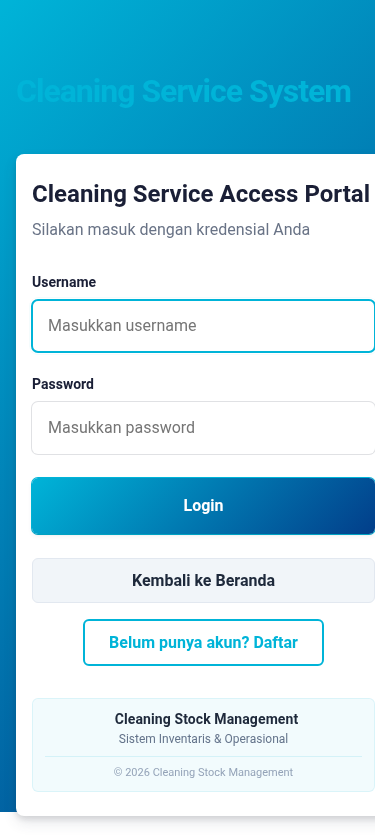 Cleaning Service System
Cleaning Service Access Portal
Silakan masuk dengan kredensial Anda
Username
Masukkan username
Password
Masukkan password
Login
Kembali ke Beranda
Belum punya akun? Daftar
Cleaning Stock Management
Sistem Inventaris & Operasional
© 2026 Cleaning Stock Management